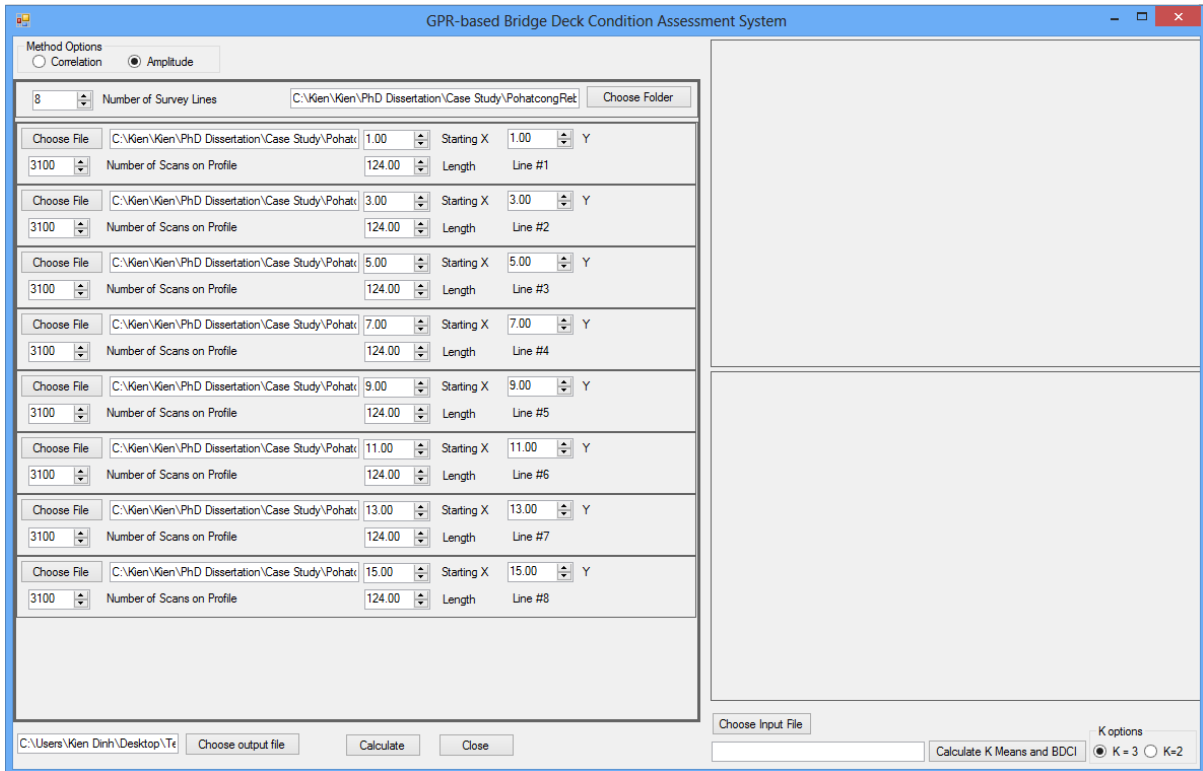 GPR-based Bridge Deck Condition Assessment System
Method Options
Correlation Amplitude
8 Number of Survey Lines C:\Kien\Kien\PhD Dissertation\Case Study\PohatcongReb Choose Folder
Choose File C:\Kien\Kien\PhD Dissertation\Case Study\Pohatc 1.00 Starting X 1.00 Y
3100 Number of Scans on Profile 124.00 Length Line #1
Choose File C:\Kien\Kien\PhD Dissertation\Case Study\Pohatc 3.00 Starting X 3.00 Y
3100 Number of Scans on Profile 124.00 Length Line #2
Choose File C:\Kien\Kien\PhD Dissertation\Case Study\Pohatc 5.00 Starting X 5.00 Y
3100 Number of Scans on Profile 124.00 Length Line #3
Choose File C:\Kien\Kien\PhD Dissertation\Case Study\Pohatc 7.00 Starting X 7.00 Y
3100 Number of Scans on Profile 124.00 Length Line #4
Choose File C:\Kien\Kien\PhD Dissertation\Case Study\Pohatc 9.00 Starting X 9.00 Y
3100 Number of Scans on Profile 124.00 Length Line #5
Choose File C:\Kien\Kien\PhD Dissertation\Case Study\Pohatc 11.00 Starting X 11.00 Y
3100 Number of Scans on Profile 124.00 Length Line #6
Choose File C:\Kien\Kien\PhD Dissertation\Case Study\Pohatc 13.00 Starting X 13.00 Y
3100 Number of Scans on Profile 124.00 Length Line #7
Choose File C:\Kien\Kien\PhD Dissertation\Case Study\Pohatc 15.00 Starting X 15.00 Y
3100 Number of Scans on Profile 124.00 Length Line #8
C:\Users\Kien Dinh\Desktop\Te Choose output file Calculate Close
Choose Input File
Calculate K Means and BDCI
K options
K = 3 K=2